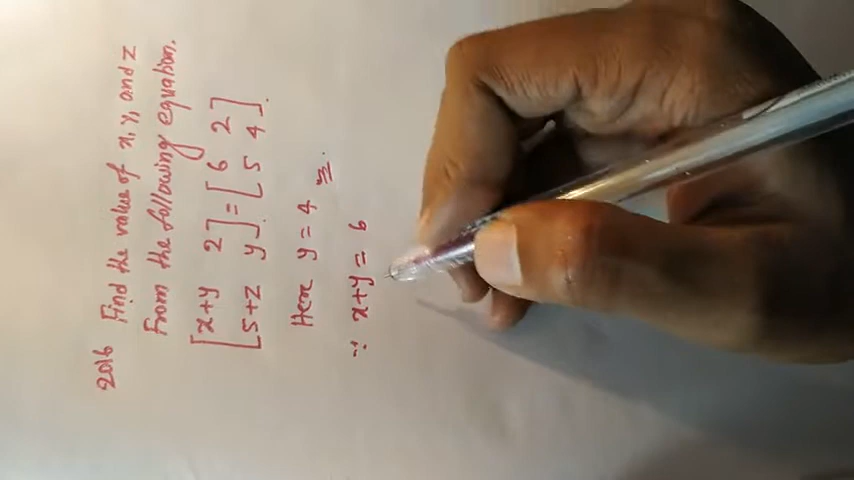 2016 Find the value of x, y, and z
From the following equation.
[x+y 2] = [6 2]
[5+z y] = [5 4].
Here y = 4
∵ x+y = 6